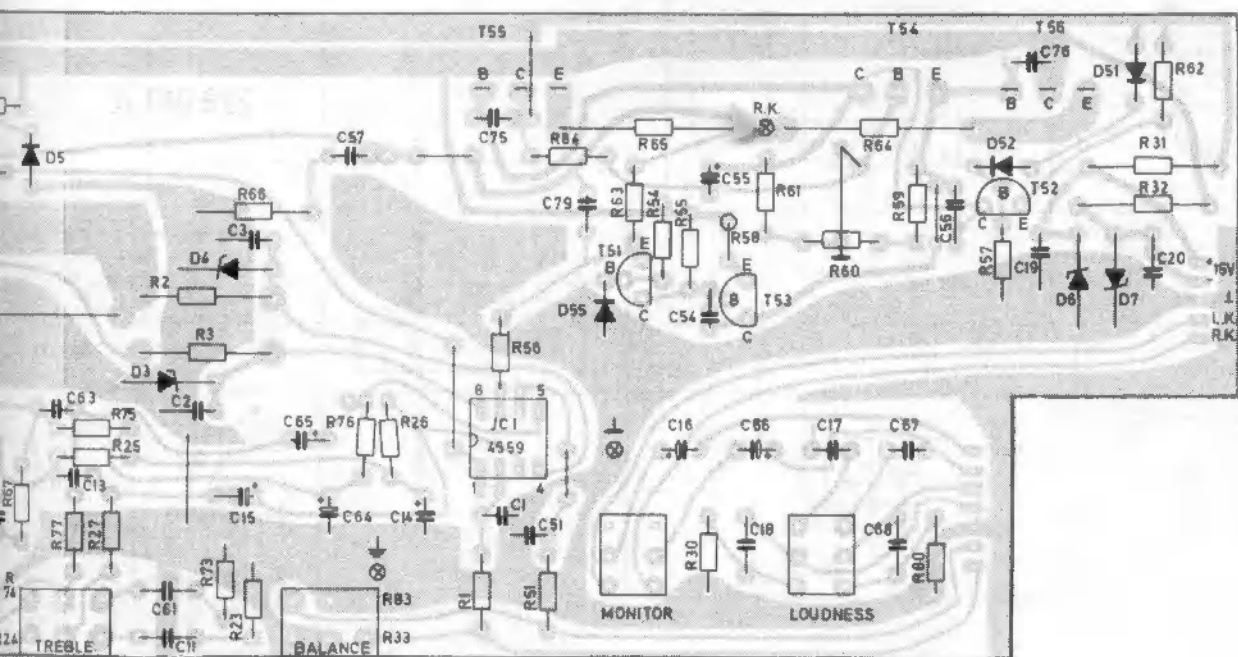 T55
T54
T56
C76
D51
R62
B C E
C B E
B C E
C75
R.K.
D5
C57
R84
R65
R64
D52
R31
C55
R61
T52
B
R32
R66
C79
R63
R54
R55
R59
C56
C E
C3
R58
T51
E
B
C
D4
R60
R57
C19
C20
+15V
R2
D55
C54
E
B
T53
C
D6
D7
⊥
L.K.
R.K.
R3
R56
D3
C63
C2
8 5
R75
C65
R76
R26
JC1
4559
C16
C66
C17
C67
R25
C13
R67
1 4
C15
C64
C14
C1
C51
C18
C68
R77
R27
R30
R80
R73
R
74
C61
R23
R83
R1
R51
MONITOR
LOUDNESS
R24
TREBLE
C11
BALANCE
R33